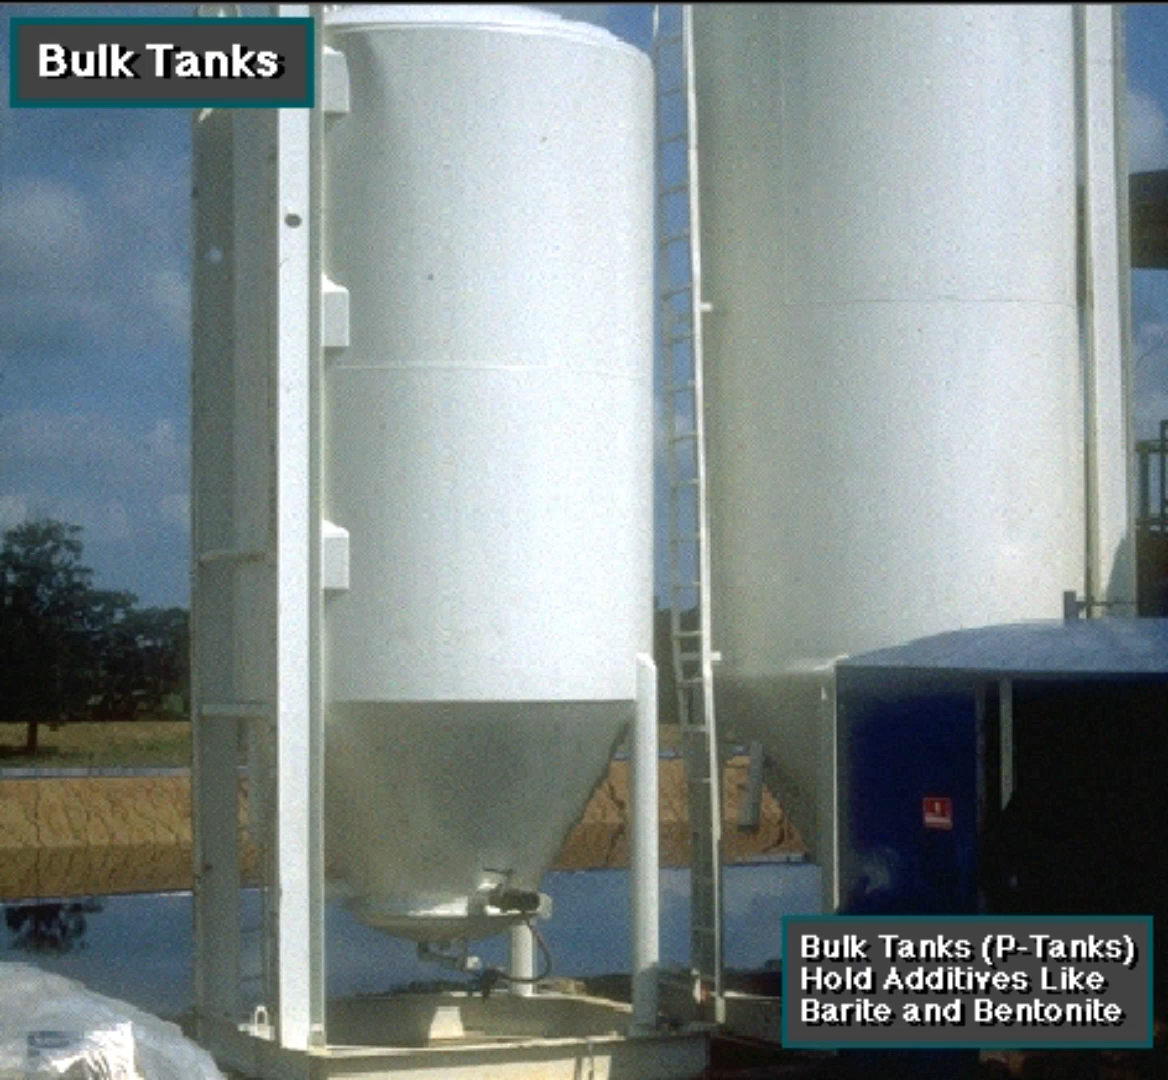 Bulk Tanks
Bulk Tanks (P-Tanks)
Hold Additives Like
Barite and Bentonite